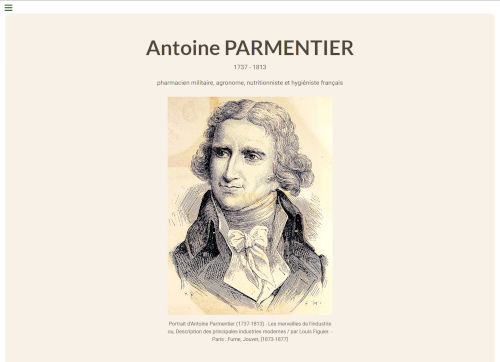 Antoine PARMENTIER
1737 - 1813
pharmacien militaire, agronome, nutritionniste et hygiéniste français
Portrait d'Antoine Parmentier (1737-1813) - Les merveilles de l'industrie
ou, Description des principales industries modernes / par Louis Figuier. -
Paris : Furne, Jouvet, [1873-1877]